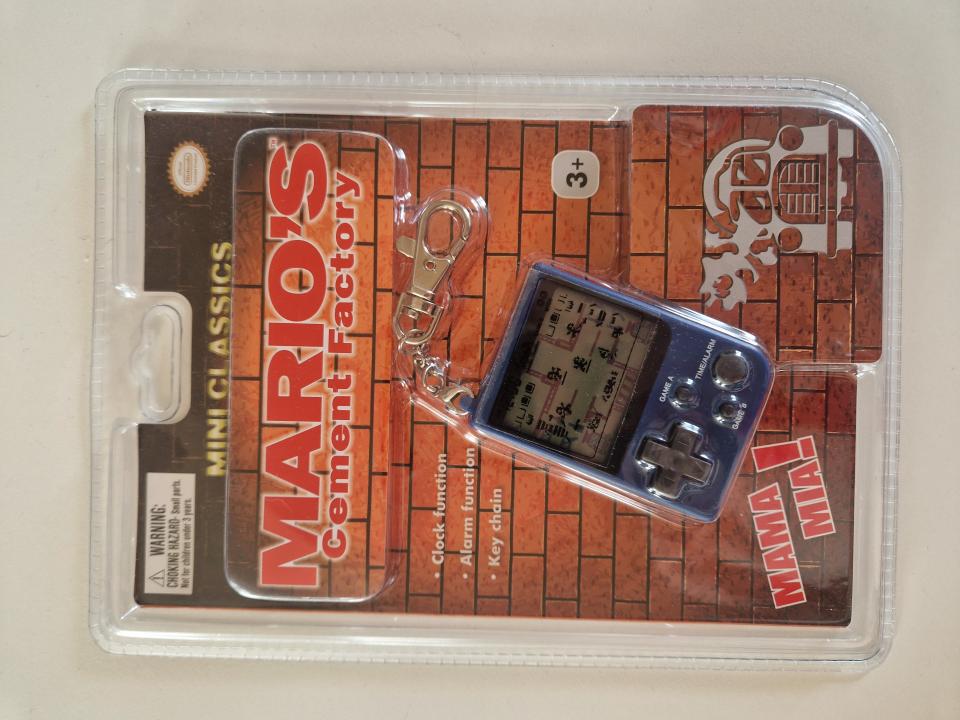 MINI CLASSICS
MARIO'S
Cement Factory
WARNING:
CHOKING HAZARD- Small parts.
Not for children under 3 years.
3+
• Clock function
• Alarm function
• Key chain
GAME A
TIME/ALARM
GAME B
MAMA
MIA!